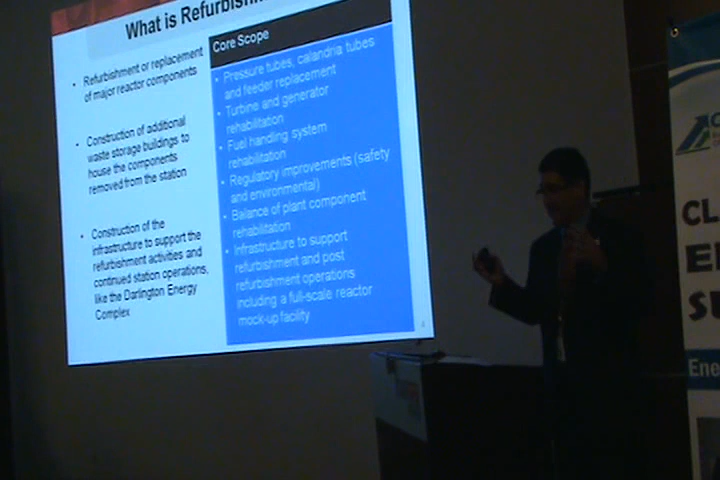 What is Refurbishm
• Refurbishment or replacement
of major reactor components
• Construction of additional
waste storage buildings to
house the components
removed from the station
• Construction of the
infrastructure to support the
refurbishment activities and
continued station operations,
like the Darlington Energy
Complex
Core Scope
• Pressure tubes, calandria tubes
and feeder replacement
• Turbine and generator
rehabilitation
• Fuel handling system
rehabilitation
• Regulatory improvements (safety
and environmental)
• Balance of plant component
rehabilitation
• Infrastructure to support
refurbishment and post
refurbishment operations
including a full-scale reactor
mock-up facility
4
CL
E
S
Ene